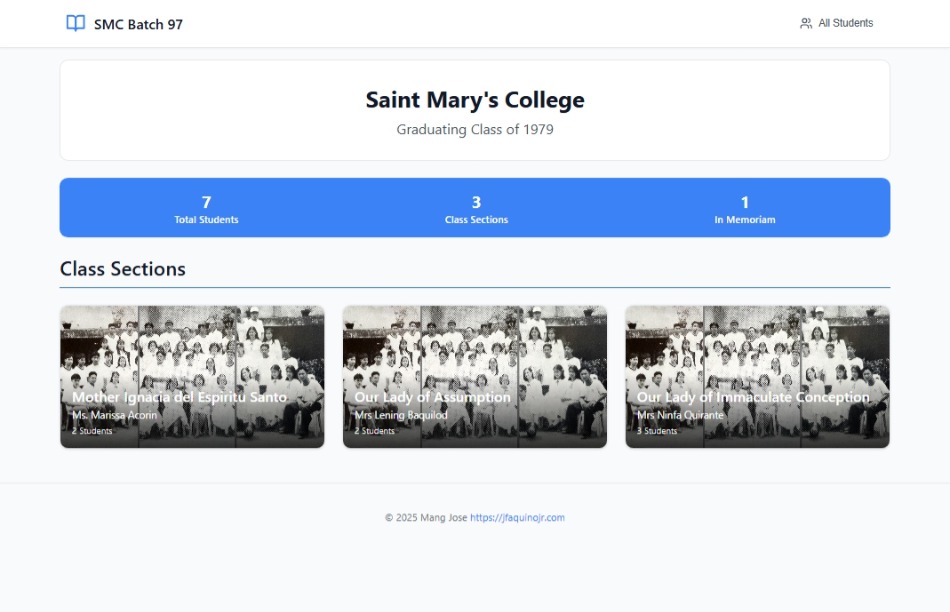 SMC Batch 97
All Students
Saint Mary's College
Graduating Class of 1979
7
Total Students
3
Class Sections
1
In Memoriam
Class Sections
Mother Ignacia del Espiritu Santo
Ms. Marissa Acorin
2 Students
Our Lady of Assumption
Mrs Lening Baquilod
2 Students
Our Lady of Immaculate Conception
Mrs Ninfa Quirante
3 Students
© 2025 Mang Jose https://jfaquinojr.com